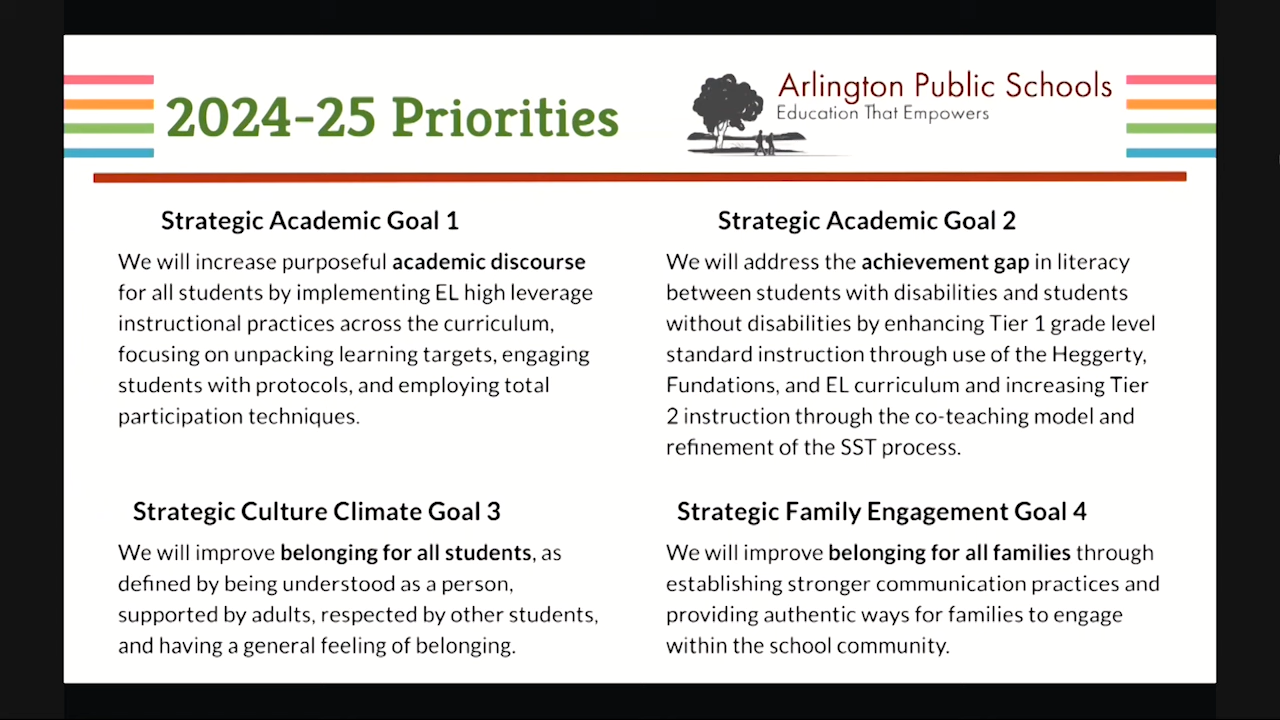 2024-25 Priorities
Arlington Public Schools
Education That Empowers
Strategic Academic Goal 1
We will increase purposeful academic discourse
for all students by implementing EL high leverage
instructional practices across the curriculum,
focusing on unpacking learning targets, engaging
students with protocols, and employing total
participation techniques.
Strategic Academic Goal 2
We will address the achievement gap in literacy
between students with disabilities and students
without disabilities by enhancing Tier 1 grade level
standard instruction through use of the Heggerty,
Fundations, and EL curriculum and increasing Tier
2 instruction through the co-teaching model and
refinement of the SST process.
Strategic Culture Climate Goal 3
We will improve belonging for all students, as
defined by being understood as a person,
supported by adults, respected by other students,
and having a general feeling of belonging.
Strategic Family Engagement Goal 4
We will improve belonging for all families through
establishing stronger communication practices and
providing authentic ways for families to engage
within the school community.